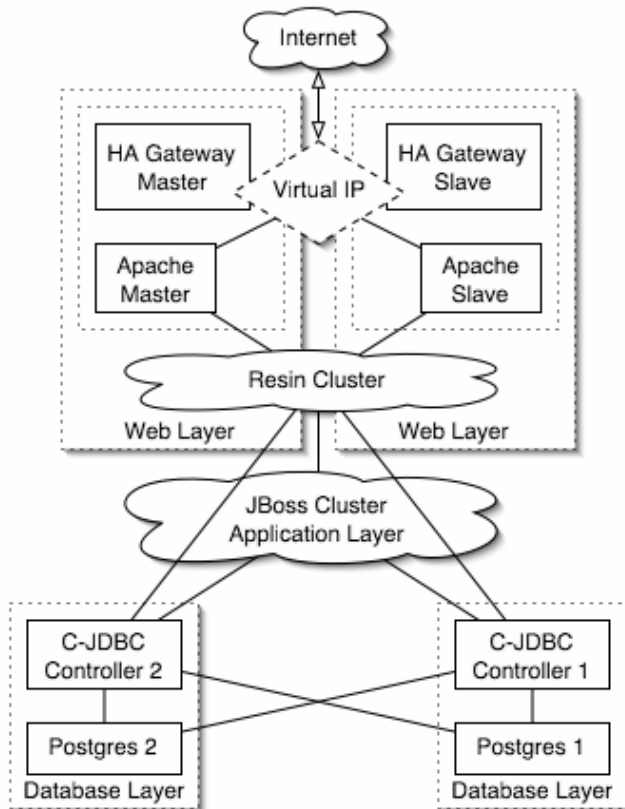 Internet
HA Gateway
Master
Virtual IP
HA Gateway
Slave
Apache
Master
Apache
Slave
Resin Cluster
Web Layer
Web Layer
JBoss Cluster
Application Layer
C-JDBC
Controller 2
C-JDBC
Controller 1
Postgres 2
Postgres 1
Database Layer
Database Layer